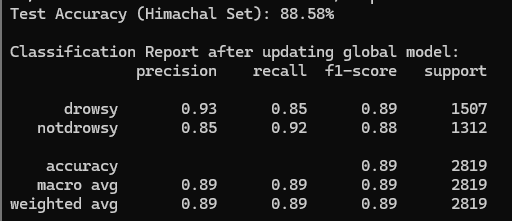 Test Accuracy (Himachal Set): 88.58%
Classification Report after updating global model:
precision recall f1-score support
drowsy 0.93 0.85 0.89 1507
notdrowsy 0.85 0.92 0.88 1312
accuracy 0.89 2819
macro avg 0.89 0.89 0.89 2819
weighted avg 0.89 0.89 0.89 2819